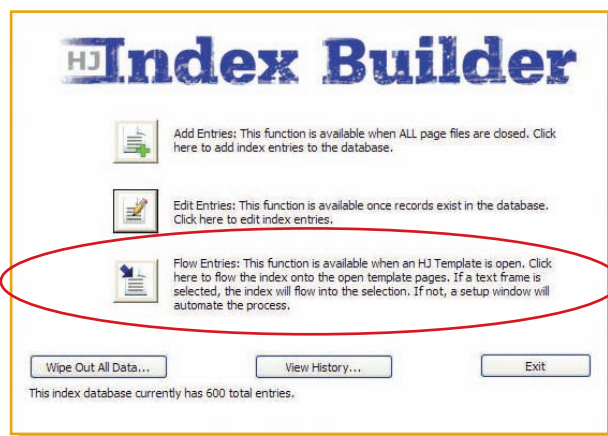 HJ Index Builder
Add Entries: This function is available when ALL page files are closed. Click
here to add index entries to the database.
Edit Entries: This function is available once records exist in the database.
Click here to edit index entries.
Flow Entries: This function is available when an HJ Template is open. Click
here to flow the index onto the open template pages. If a text frame is
selected, the index will flow into the selection. If not, a setup window will
automate the process.
Wipe Out All Data... View History... Exit
This index database currently has 600 total entries.